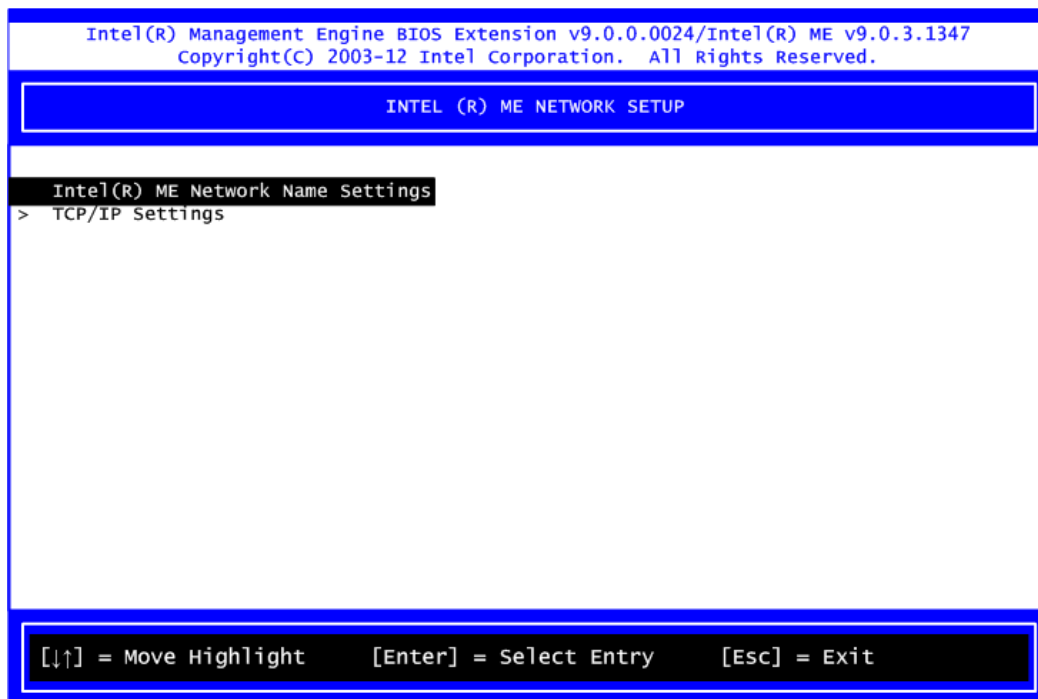 Intel(R) Management Engine BIOS Extension v9.0.0.0024/Intel(R) ME v9.0.3.1347
Copyright(C) 2003-12 Intel Corporation. All Rights Reserved.
INTEL (R) ME NETWORK SETUP
Intel(R) ME Network Name Settings
> TCP/IP Settings
[↓↑] = Move Highlight [Enter] = Select Entry [Esc] = Exit